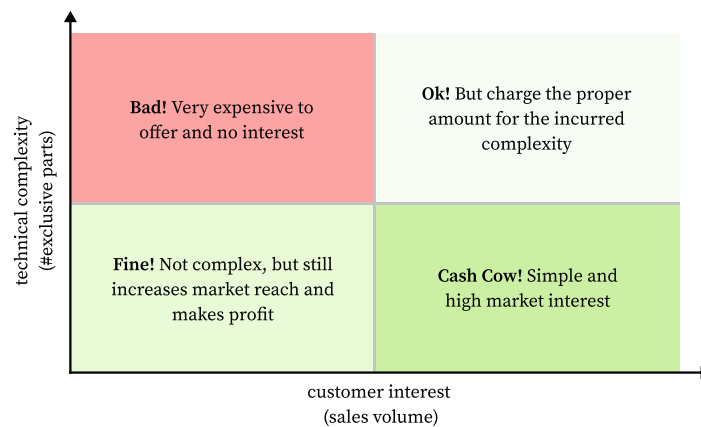 Bad! Very expensive to
offer and no interest
Ok! But charge the proper
amount for the incurred
complexity
Fine! Not complex, but still
increases market reach and
makes profit
Cash Cow! Simple and
high market interest
technical complexity
(#exclusive parts)
customer interest
(sales volume)